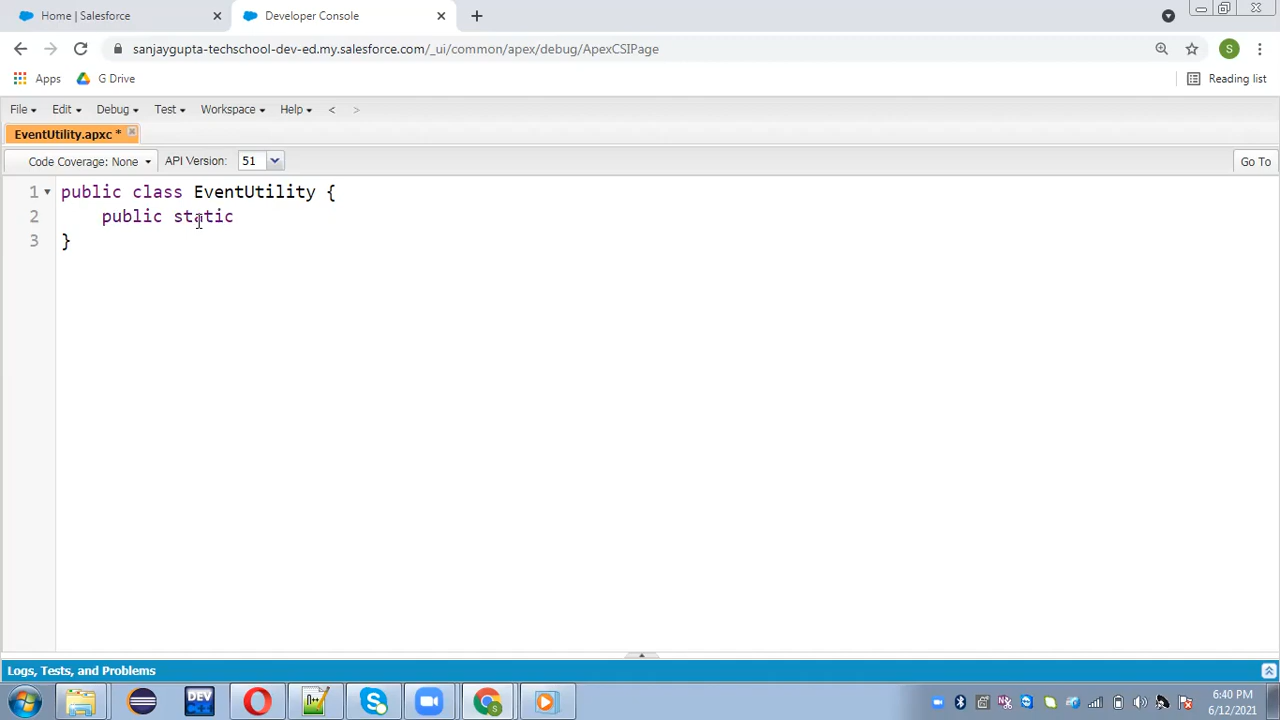 Home | Salesforce
Developer Console
sanjaygupta-techschool-dev-ed.my.salesforce.com/_ui/common/apex/debug/ApexCSIPage
S
Apps
G Drive
Reading list
File Edit Debug Test Workspace Help < >
EventUtility.apxc *
Code Coverage: None
API Version: 51
Go To
1 public class EventUtility {
2 public static
3 }
Logs, Tests, and Problems
DEV
6:40 PM
6/12/2021